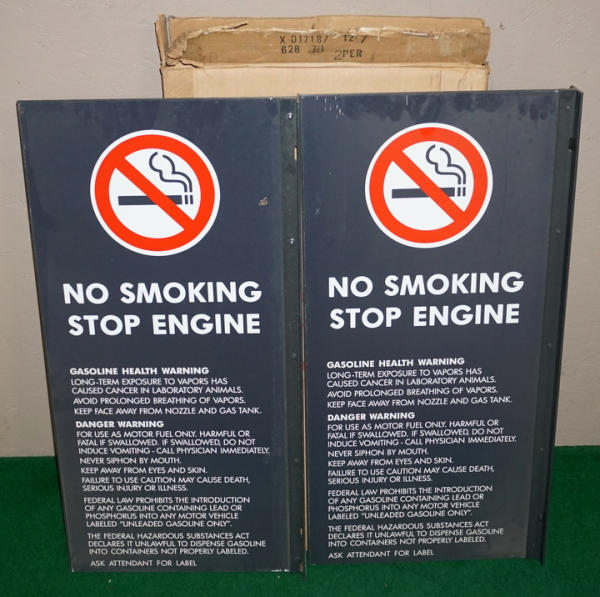 X-017187 12-7
628 7/1 2PER
NO SMOKING
STOP ENGINE
GASOLINE HEALTH WARNING
LONG-TERM EXPOSURE TO VAPORS HAS
CAUSED CANCER IN LABORATORY ANIMALS.
AVOID PROLONGED BREATHING OF VAPORS.
KEEP FACE AWAY FROM NOZZLE AND GAS TANK.
DANGER WARNING
FOR USE AS MOTOR FUEL ONLY. HARMFUL OR
FATAL IF SWALLOWED. IF SWALLOWED, DO NOT
INDUCE VOMITING - CALL PHYSICIAN IMMEDIATELY.
NEVER SIPHON BY MOUTH.
KEEP AWAY FROM EYES AND SKIN.
FAILURE TO USE CAUTION MAY CAUSE DEATH,
SERIOUS INJURY OR ILLNESS.
FEDERAL LAW PROHIBITS THE INTRODUCTION
OF ANY GASOLINE CONTAINING LEAD OR
PHOSPHORUS INTO ANY MOTOR VEHICLE
LABELED "UNLEADED GASOLINE ONLY".
THE FEDERAL HAZARDOUS SUBSTANCES ACT
DECLARES IT UNLAWFUL TO DISPENSE GASOLINE
INTO CONTAINERS NOT PROPERLY LABELED.
ASK ATTENDANT FOR LABEL
NO SMOKING
STOP ENGINE
GASOLINE HEALTH WARNING
LONG-TERM EXPOSURE TO VAPORS HAS
CAUSED CANCER IN LABORATORY ANIMALS.
AVOID PROLONGED BREATHING OF VAPORS.
KEEP FACE AWAY FROM NOZZLE AND GAS TANK.
DANGER WARNING
FOR USE AS MOTOR FUEL ONLY. HARMFUL OR
FATAL IF SWALLOWED. IF SWALLOWED, DO NOT
INDUCE VOMITING - CALL PHYSICIAN IMMEDIATELY.
NEVER SIPHON BY MOUTH.
KEEP AWAY FROM EYES AND SKIN.
FAILURE TO USE CAUTION MAY CAUSE DEATH,
SERIOUS INJURY OR ILLNESS.
FEDERAL LAW PROHIBITS THE INTRODUCTION
OF ANY GASOLINE CONTAINING LEAD OR
PHOSPHORUS INTO ANY MOTOR VEHICLE
LABELED "UNLEADED GASOLINE ONLY".
THE FEDERAL HAZARDOUS SUBSTANCES ACT
DECLARES IT UNLAWFUL TO DISPENSE GASOLINE
INTO CONTAINERS NOT PROPERLY LABELED.
ASK ATTENDANT FOR LABEL